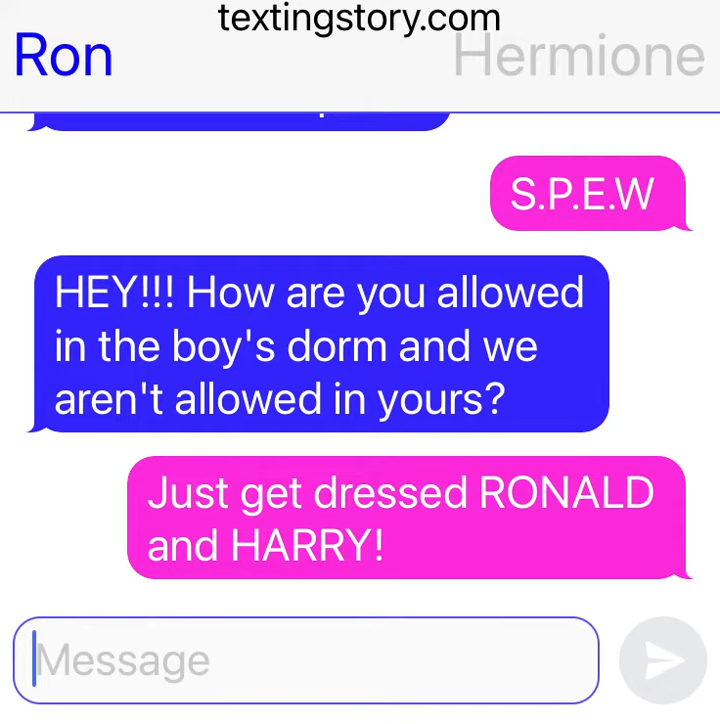 textingstory.com
Ron
Hermione
S.P.E.W
HEY!!! How are you allowed
in the boy's dorm and we
aren't allowed in yours?
Just get dressed RONALD
and HARRY!
Message